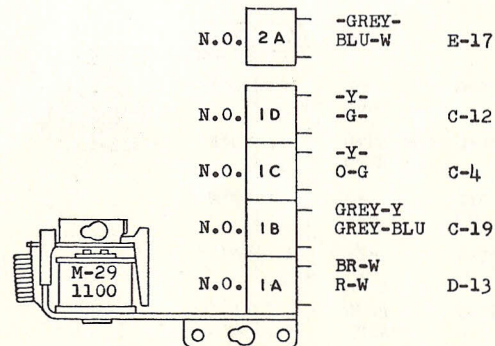 -GREY-
N.O. 2A BLU-W E-17
-Y-
N.O. 1D -G- C-12
-Y-
N.O. 1C O-G C-4
GREY-Y
N.O. 1B GREY-BLU C-19
BR-W
N.O. 1A R-W D-13
M-29
1100